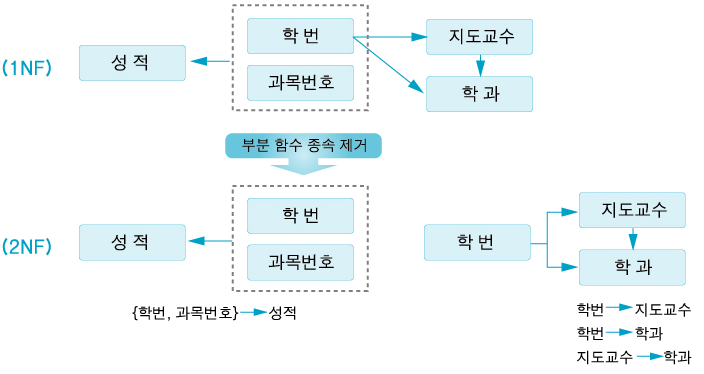 (1NF)
성 적
학 번
과목번호
지도교수
학 과
부분 함수 종속 제거
(2NF)
성 적
학 번
과목번호
학 번
지도교수
학 과
{학번, 과목번호} → 성적
학번 → 지도교수
학번 → 학과
지도교수 → 학과